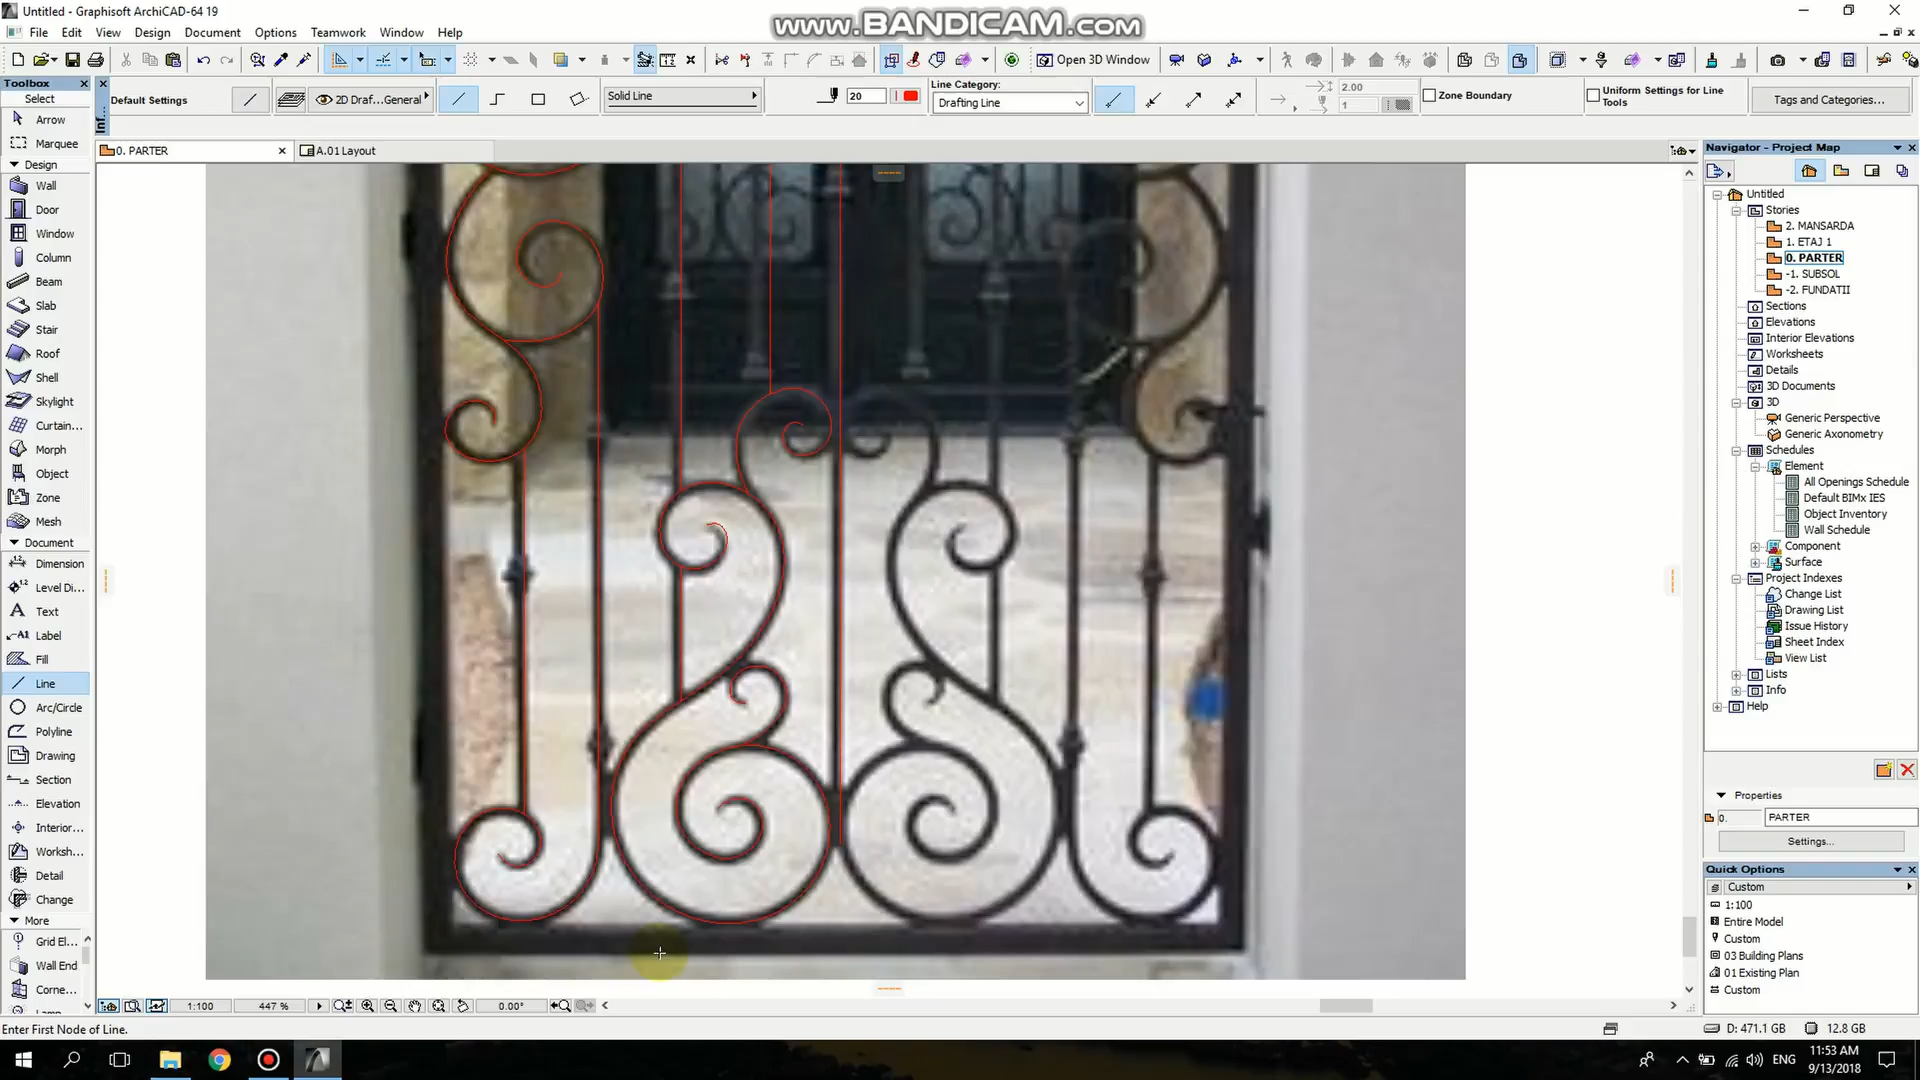 Untitled - Graphisoft ArchiCAD-64 19
www.BANDICAM.com
File Edit View Design Document Options Teamwork Window Help
Open 3D Window
Default Settings
2D Draf...General
Solid Line
20
Line Category:
Drafting Line
2.00
1
Zone Boundary
Uniform Settings for Line Tools
Tags and Categories...
Toolbox
Select
Arrow
Marquee
Design
Wall
Door
Window
Column
Beam
Slab
Stair
Roof
Shell
Skylight
Curtain...
Morph
Object
Zone
Mesh
Document
Dimension
Level Di...
Text
Label
Fill
Line
Arc/Circle
Polyline
Drawing
Section
Elevation
Interior...
Worksh...
Detail
Change
More
Grid El...
Wall End
Corne...
0. PARTER
A.01 Layout
Navigator - Project Map
Untitled
Stories
2. MANSARDA
1. ETAJ 1
0. PARTER
-1. SUBSOL
-2. FUNDATII
Sections
Elevations
Interior Elevations
Worksheets
Details
3D Documents
3D
Generic Perspective
Generic Axonometry
Schedules
Element
All Openings Schedule
Default BIMx IES
Object Inventory
Wall Schedule
Component
Surface
Project Indexes
Change List
Drawing List
Issue History
Sheet Index
View List
Lists
Info
Help
Properties
0. PARTER
Settings...
Quick Options
Custom
1:100
Entire Model
Custom
03 Building Plans
01 Existing Plan
Custom
1:100
447 %
0.00°
Enter First Node of Line.
D: 471.1 GB
12.8 GB
ENG
11:53 AM
9/13/2018